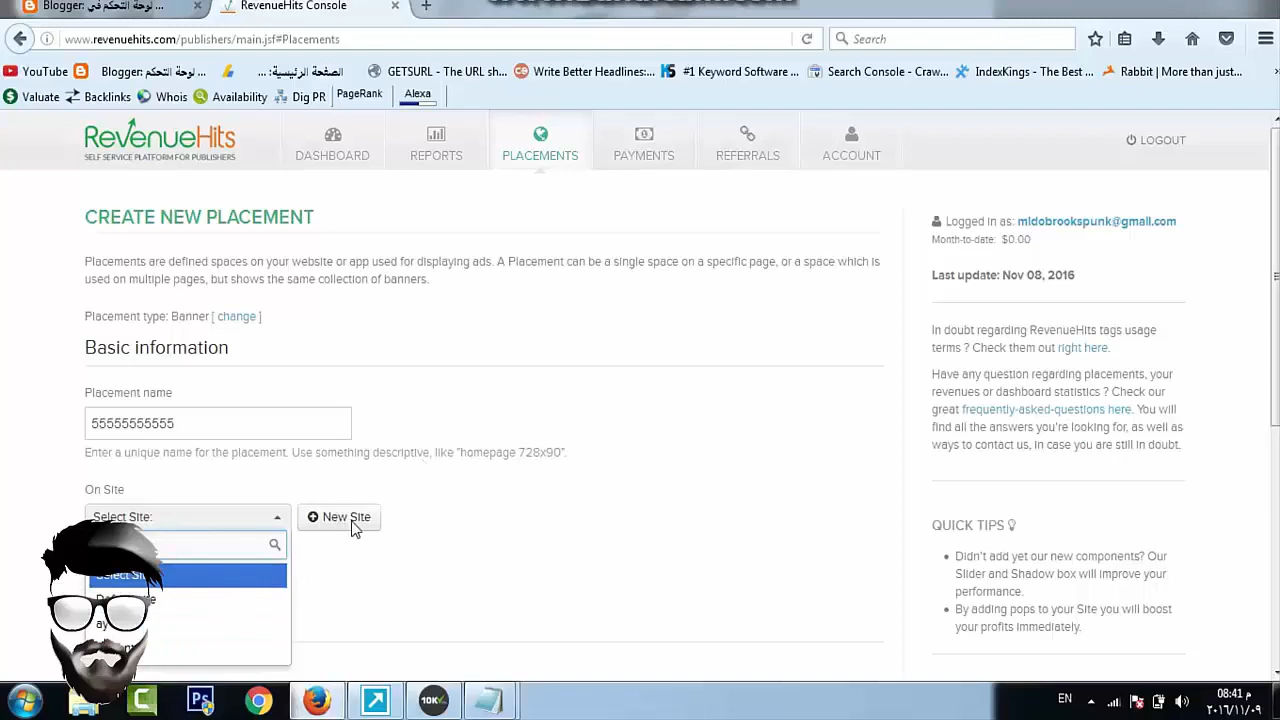 Blogger: لوحة التحكم في ...
RevenueHits Console
www.revenuehits.com/publishers/main.jsf#Placements
Search
YouTube
Blogger: لوحة التحكم ...
الصفحة الرئيسية: ...
GETSURL - The URL sh...
Write Better Headlines:...
#1 Keyword Software ...
Search Console - Craw...
IndexKings - The Best ...
Rabbit | More than just...
Valuate
Backlinks
Whois
Availability
Dig PR
PageRank
Alexa
REVENUEHITS
SELF SERVICE PLATFORM FOR PUBLISHERS
DASHBOARD
REPORTS
PLACEMENTS
PAYMENTS
REFERRALS
ACCOUNT
LOGOUT
CREATE NEW PLACEMENT
Placements are defined spaces on your website or app used for displaying ads. A Placement can be a single space on a specific page, or a space which is
used on multiple pages, but shows the same collection of banners.
Placement type: Banner [ change ]
Basic information
Placement name
55555555555
Enter a unique name for the placement. Use something descriptive, like "homepage 728x90".
On Site
Select Site:
New Site
Logged in as: mldobrookspunk@gmail.com
Month-to-date: $0.00
Last update: Nov 08, 2016
In doubt regarding RevenueHits tags usage
terms ? Check them out right here.
Have any question regarding placements, your
revenues or dashboard statistics ? Check our
great frequently-asked-questions here. You will
find all the answers you're looking for, as well as
ways to contact us, in case you are still in doubt.
QUICK TIPS
Didn't add yet our new components? Our
Slider and Shadow box will improve your
performance.
By adding pops to your Site you will boost
your profits immediately.
10K
EN
08:41 م
٢٠١٦/١١/٠٩